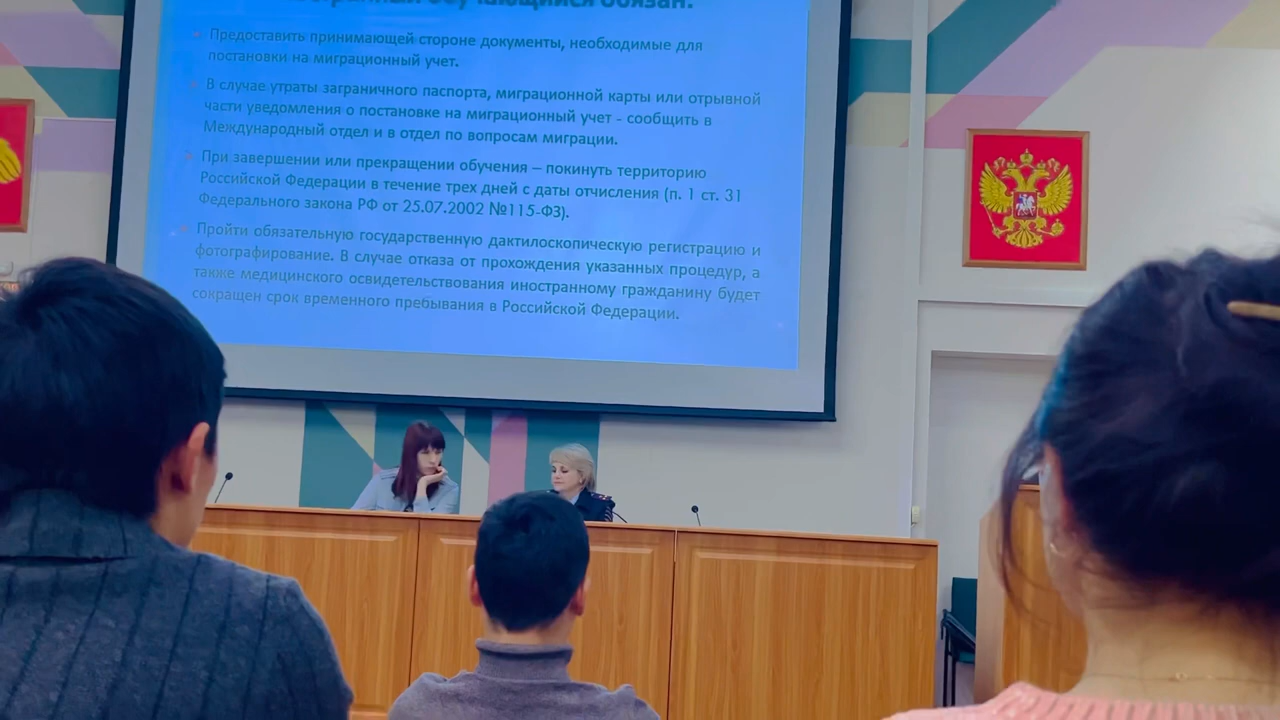 обучающийся обязан:
Предоставить принимающей стороне документы, необходимые для
постановки на миграционный учет.
В случае утраты заграничного паспорта, миграционной карты или отрывной
части уведомления о постановке на миграционный учет - сообщить в
Международный отдел и в отдел по вопросам миграции.
При завершении или прекращении обучения – покинуть территорию
Российской Федерации в течение трех дней с даты отчисления (п. 1 ст. 31
Федерального закона РФ от 25.07.2002 №115-ФЗ).
Пройти обязательную государственную дактилоскопическую регистрацию и
фотографирование. В случае отказа от прохождения указанных процедур, а
также медицинского освидетельствования иностранному гражданину будет
сокращен срок временного пребывания в Российской Федерации.